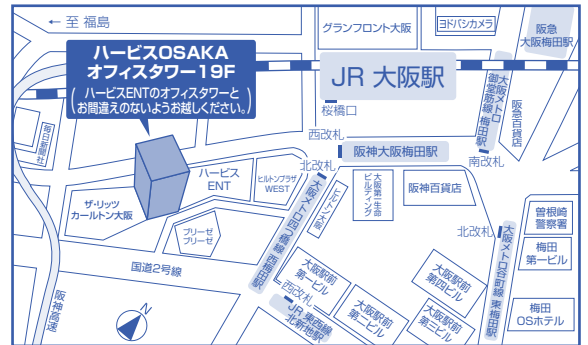 ← 至 福島
ハービスOSAKA
オフィスタワー19F
(ハービスENTのオフィスタワーと
お間違えのないようお越しください。)
グランフロント大阪
ヨドバシカメラ
阪急
大阪梅田駅
JR 大阪駅
桜橋口
大阪メトロ
御堂筋線 梅田駅
阪急百貨店
西改札
阪神大阪梅田駅
南改札
毎日新聞社
ハービス
ENT
ヒルトンプラザ
WEST
北改札
ヒルトン大阪
大阪第一生命
ビルディング
阪神百貨店
ザ・リッツ
カールトン大阪
ブリーゼ
ブリーゼ
大阪メトロ四つ橋線 西梅田駅
北改札
曽根崎
警察署
梅田
第一ビル
大阪メトロ谷町線 東梅田駅
国道2号線
大阪駅前
第一ビル
大阪駅前
第二ビル
大阪駅前
第四ビル
大阪駅前
第三ビル
梅田
OSホテル
西改札
JR 東西線
北新地駅
阪神高速
N